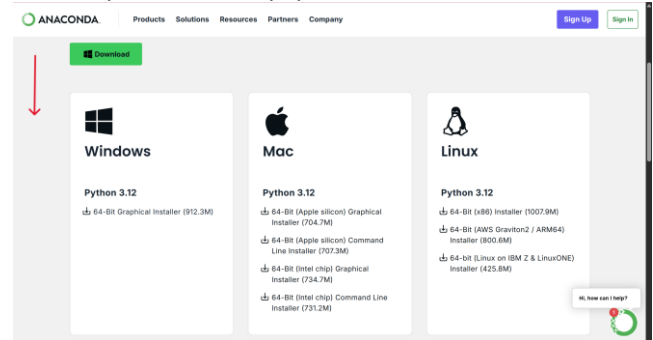 ANACONDA.
Products Solutions Resources Partners Company
Sign Up
Sign In
Download
Windows
Python 3.12
64-Bit Graphical Installer (912.3M)
Mac
Python 3.12
64-Bit (Apple silicon) Graphical
Installer (704.7M)
64-Bit (Apple silicon) Command
Line Installer (707.3M)
64-Bit (Intel chip) Graphical
Installer (734.7M)
64-Bit (Intel chip) Command Line
Installer (731.2M)
Linux
Python 3.12
64-Bit (x86) Installer (1007.9M)
64-Bit (AWS Graviton2 / ARM64)
Installer (800.6M)
64-bit (Linux on IBM Z & LinuxONE)
Installer (425.8M)
Hi, how can I help?